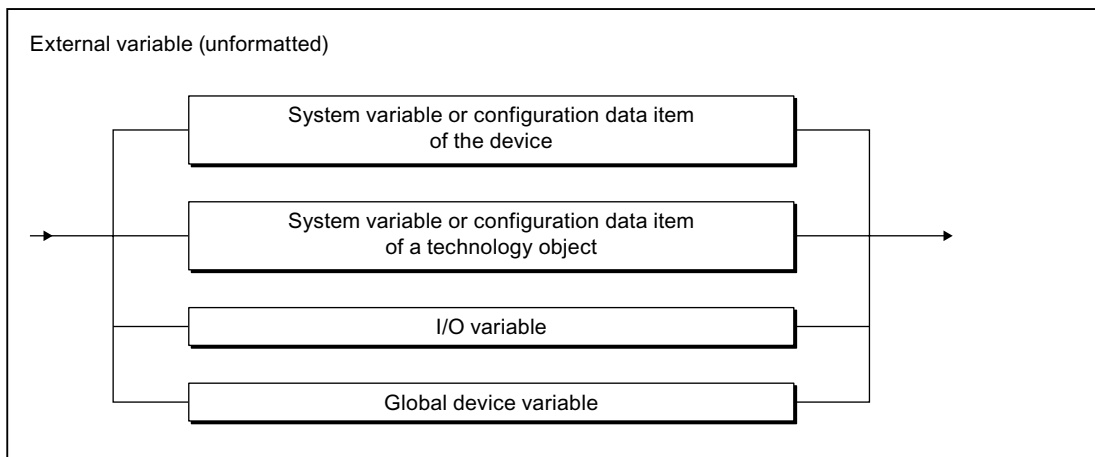 External variable (unformatted)
System variable or configuration data item
of the device
System variable or configuration data item
of a technology object
I/O variable
Global device variable